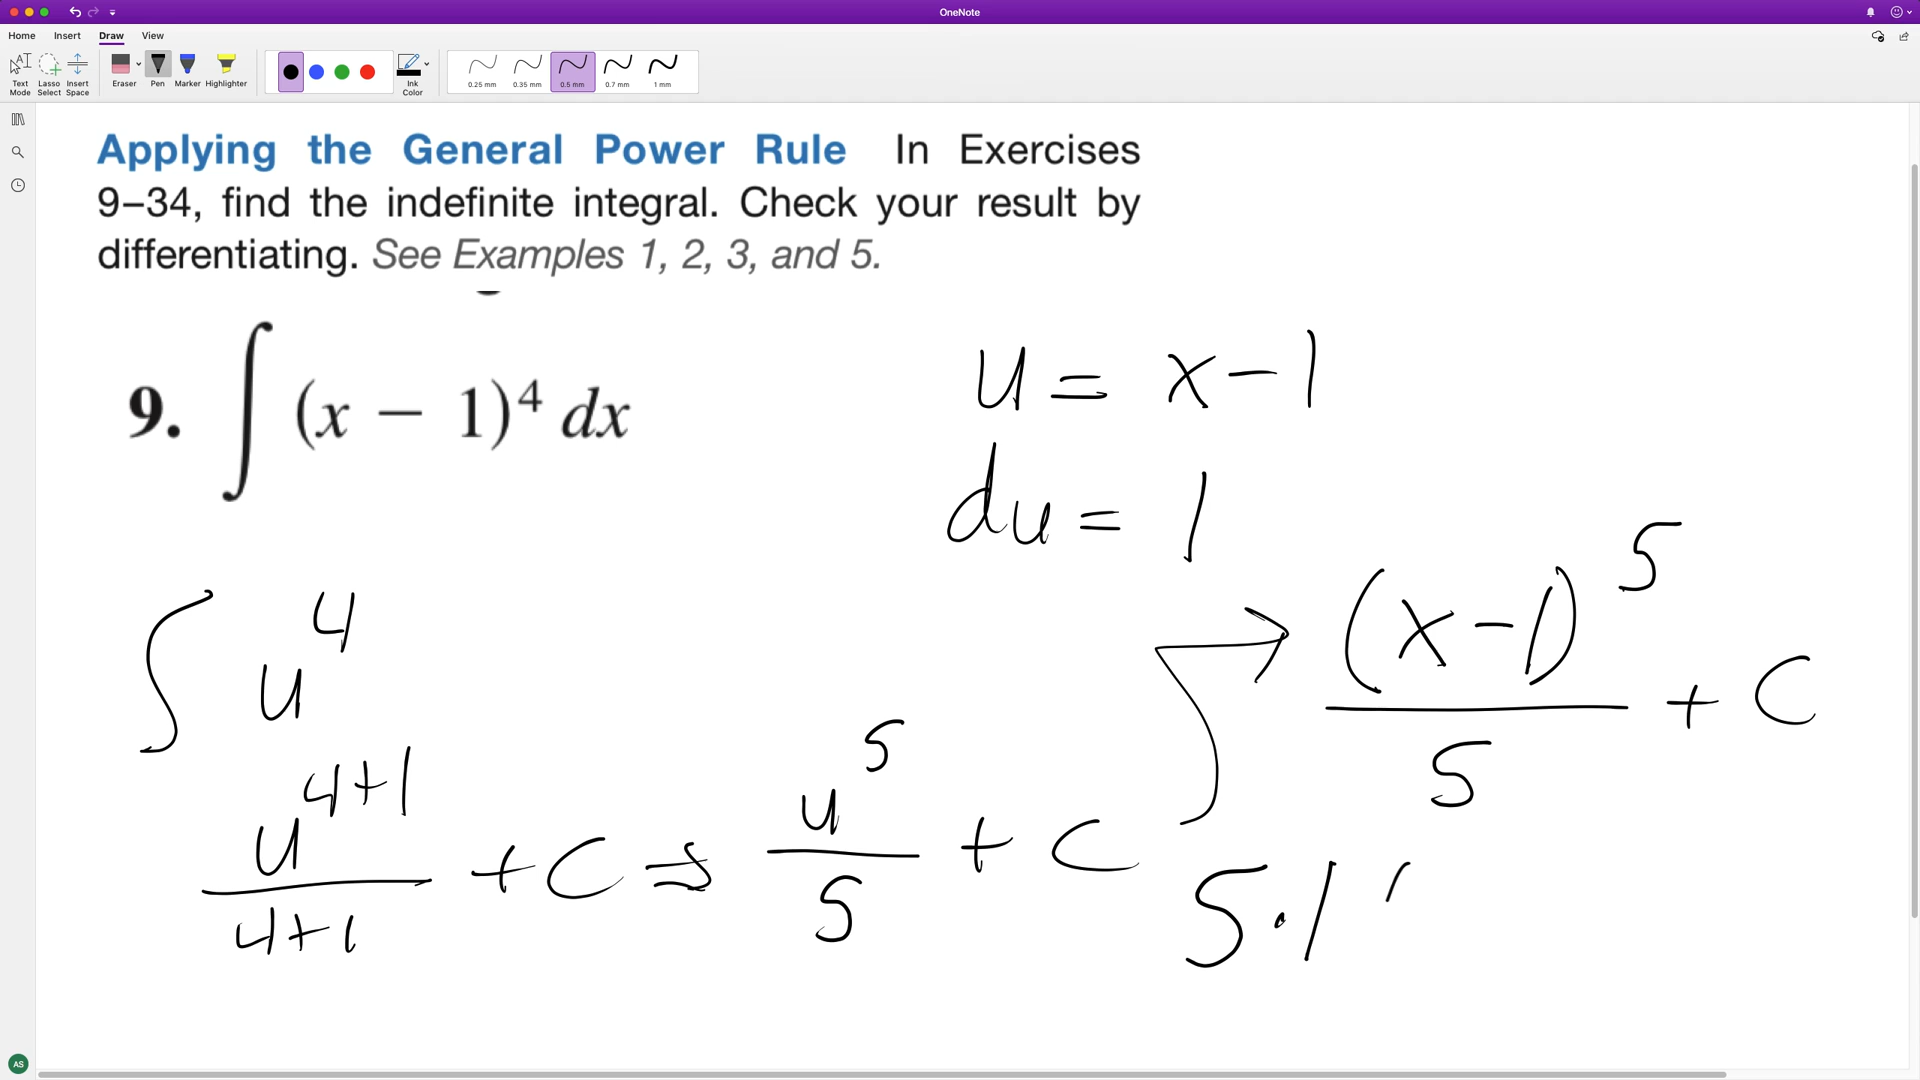 OneNote
Home Insert Draw View
Text Mode
Lasso Select
Insert Space
Eraser
Pen
Marker
Highlighter
Ink Color
0.25 mm
0.35 mm
0.5 mm
0.7 mm
1 mm
Applying the General Power Rule In Exercises
9–34, find the indefinite integral. Check your result by
differentiating. See Examples 1, 2, 3, and 5.
9. ∫ (x − 1)⁴ dx
u = x − 1
du = 1
∫ u⁴
u^(4+1) / (4+1) + C ⇒ u⁵ / 5 + C
(x − 1)⁵ / 5 + C
5 · 1 (
AS